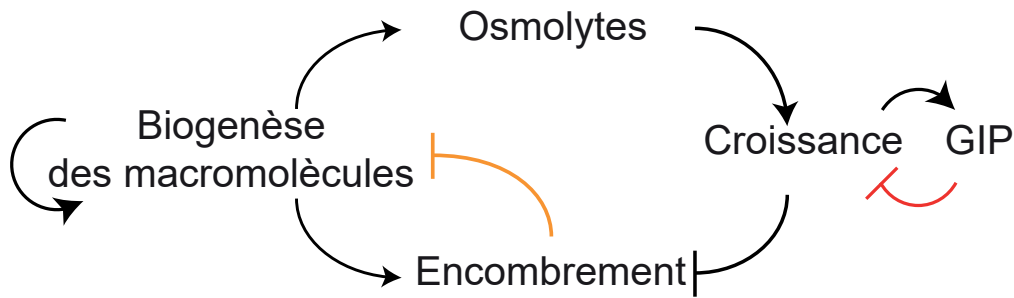 Osmolytes
Biogenèse
des macromolècules
Croissance
GIP
Encombrement